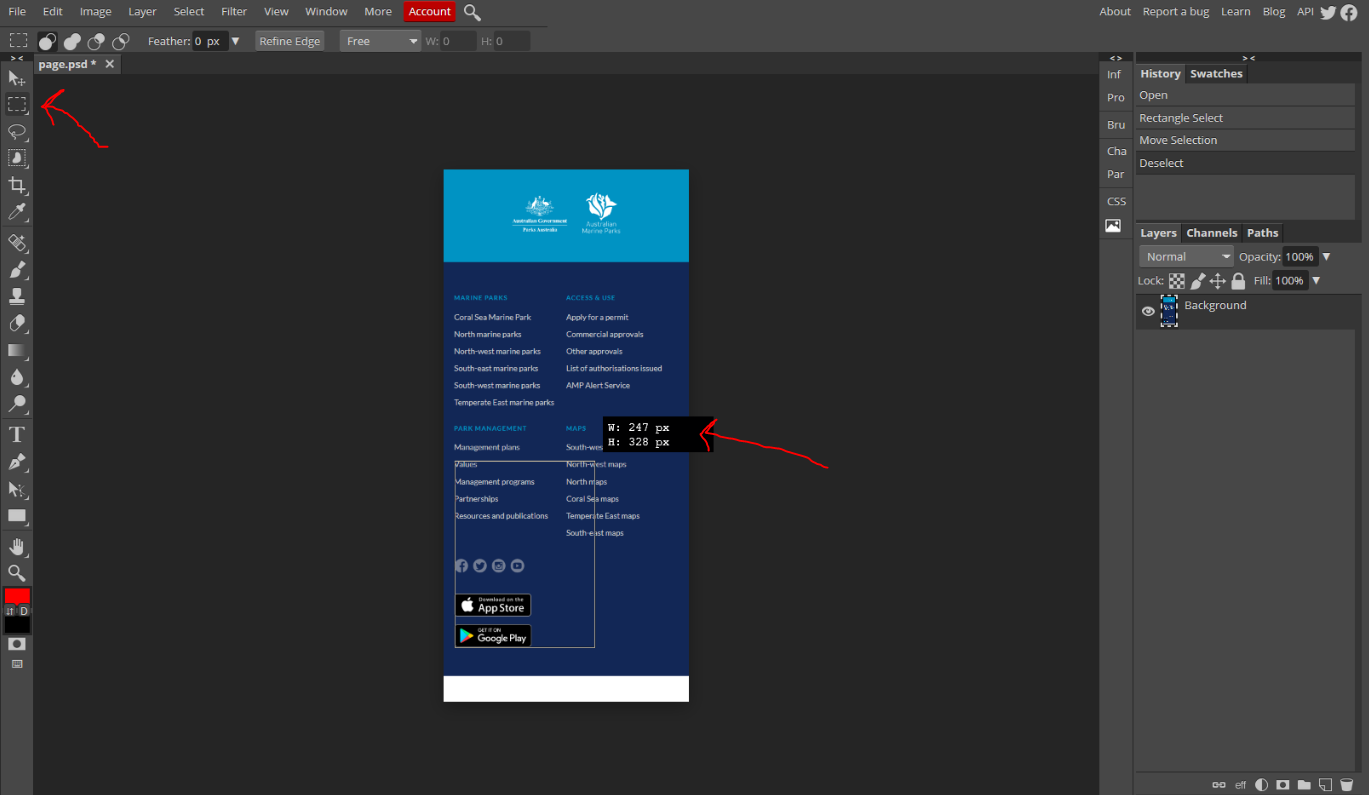 File Edit Image Layer Select Filter View Window More Account
About Report a bug Learn Blog API
Feather: 0 px Refine Edge Free W: 0 H: 0
page.psd *
Inf
Pro
Bru
Cha
Par
CSS
History Swatches
Open
Rectangle Select
Move Selection
Deselect
Layers Channels Paths
Normal Opacity: 100%
Lock: Fill: 100%
Background
eff
T
D
Australian Government
Parks Australia
Australian
Marine Parks
MARINE PARKS
Coral Sea Marine Park
North marine parks
North-west marine parks
South-east marine parks
South-west marine parks
Temperate East marine parks
ACCESS & USE
Apply for a permit
Commercial approvals
Other approvals
List of authorisations issued
AMP Alert Service
PARK MANAGEMENT
Management plans
Values
Management programs
Partnerships
Resources and publications
MAPS
South-wes
North-west maps
North maps
Coral Sea maps
Temperate East maps
South-east maps
W: 247 px
H: 328 px
Download on the
App Store
GET IT ON
Google Play